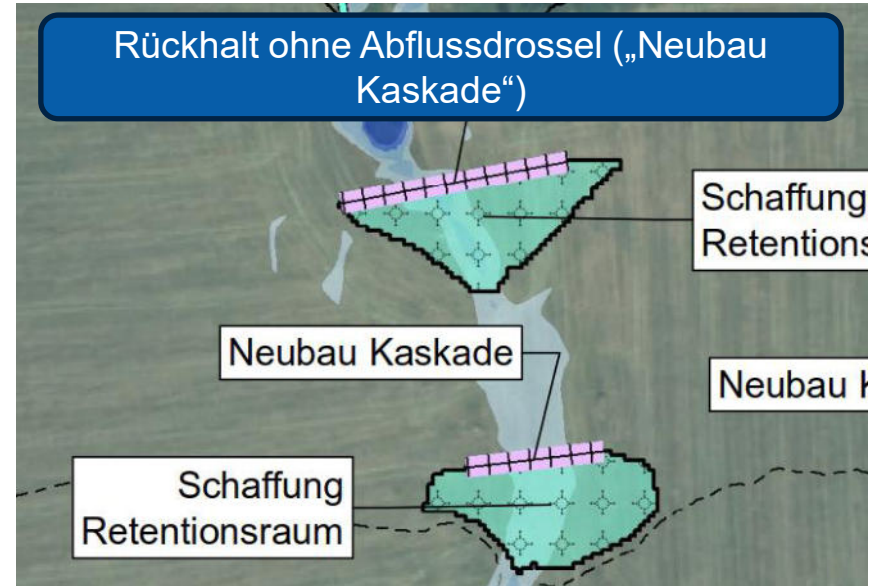 Rückhalt ohne Abflussdrossel („Neubau
Kaskade“)
Schaffung
Retentions
Neubau Kaskade
Neubau
Schaffung
Retentionsraum